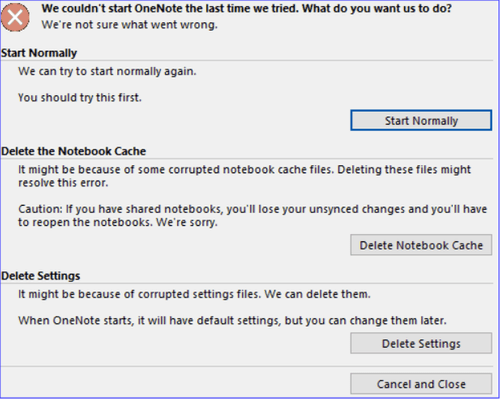 We couldn't start OneNote the last time we tried. What do you want us to do?
We're not sure what went wrong.
Start Normally
We can try to start normally again.
You should try this first.
Start Normally
Delete the Notebook Cache
It might be because of some corrupted notebook cache files. Deleting these files might
resolve this error.
Caution: If you have shared notebooks, you'll lose your unsynced changes and you'll have
to reopen the notebooks. We're sorry.
Delete Notebook Cache
Delete Settings
It might be because of corrupted settings files. We can delete them.
When OneNote starts, it will have default settings, but you can change them later.
Delete Settings
Cancel and Close